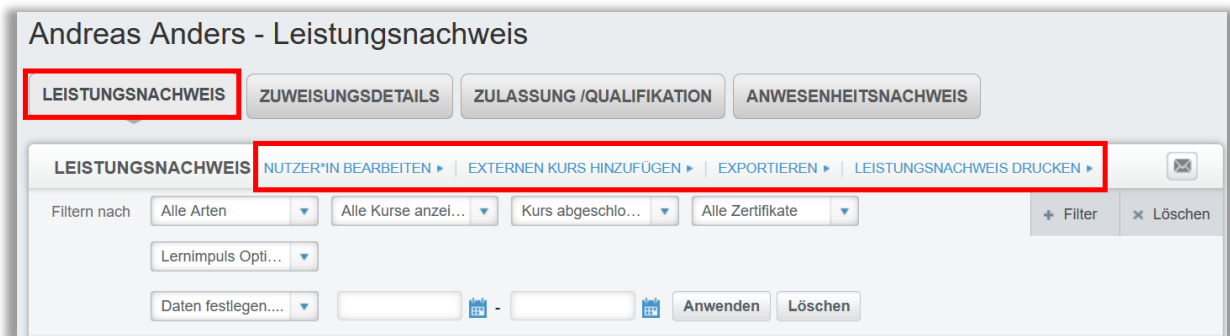 Andreas Anders - Leistungsnachweis
LEISTUNGSNACHWEIS ZUWEISUNGSDETAILS ZULASSUNG /QUALIFIKATION ANWESENHEITSNACHWEIS
LEISTUNGSNACHWEIS NUTZER*IN BEARBEITEN | EXTERNEN KURS HINZUFÜGEN | EXPORTIEREN | LEISTUNGSNACHWEIS DRUCKEN
Filtern nach Alle Arten Alle Kurse anzei... Kurs abgeschlo... Alle Zertifikate + Filter × Löschen
Lernimpuls Opti...
Daten festlegen.... - Anwenden Löschen